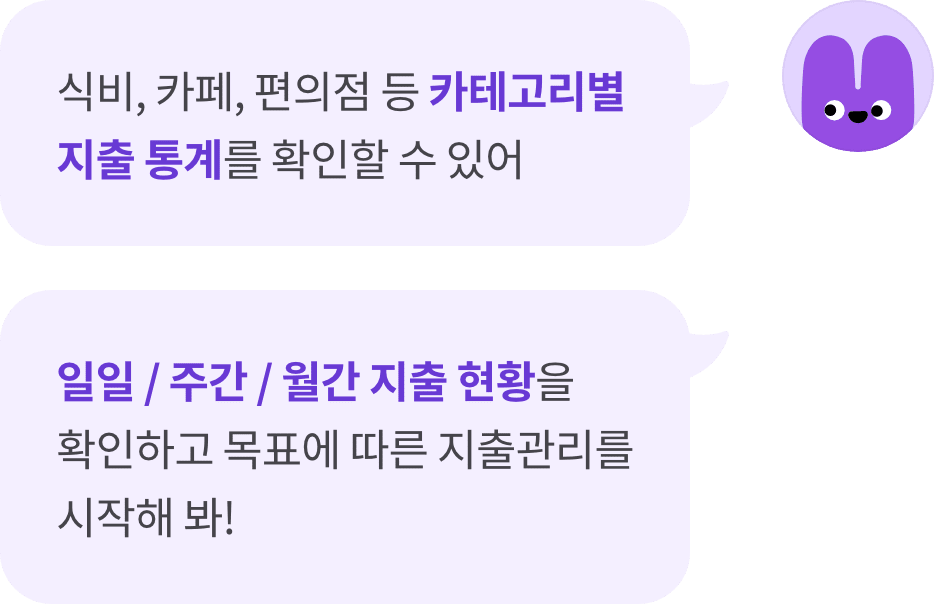 식비, 카페, 편의점 등 카테고리별
지출 통계를 확인할 수 있어
일일 / 주간 / 월간 지출 현황을
확인하고 목표에 따른 지출관리를
시작해 봐!